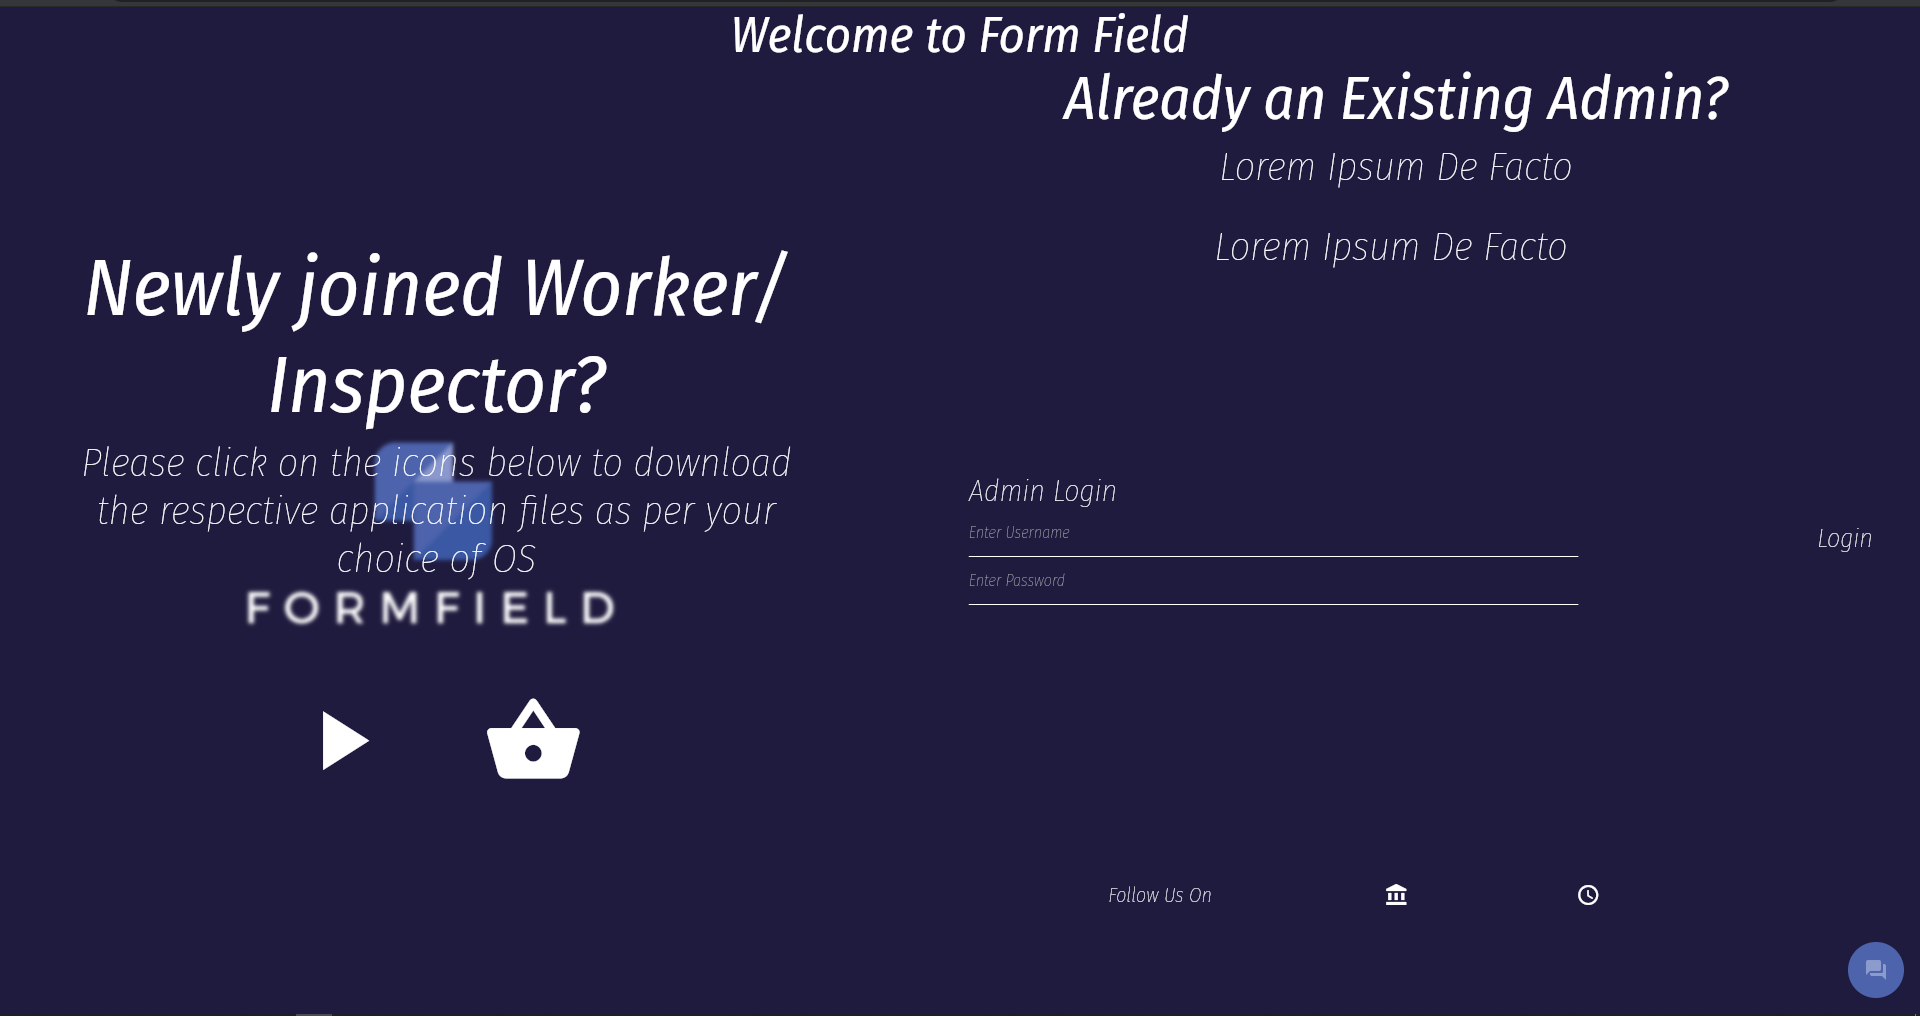 Welcome to Form Field
Newly joined Worker/
Inspector?
Please click on the icons below to download
the respective application files as per your
choice of OS
FORMFIELD
Already an Existing Admin?
Lorem Ipsum De Facto
Lorem Ipsum De Facto
Admin Login
Enter Username
Enter Password
Login
Follow Us On